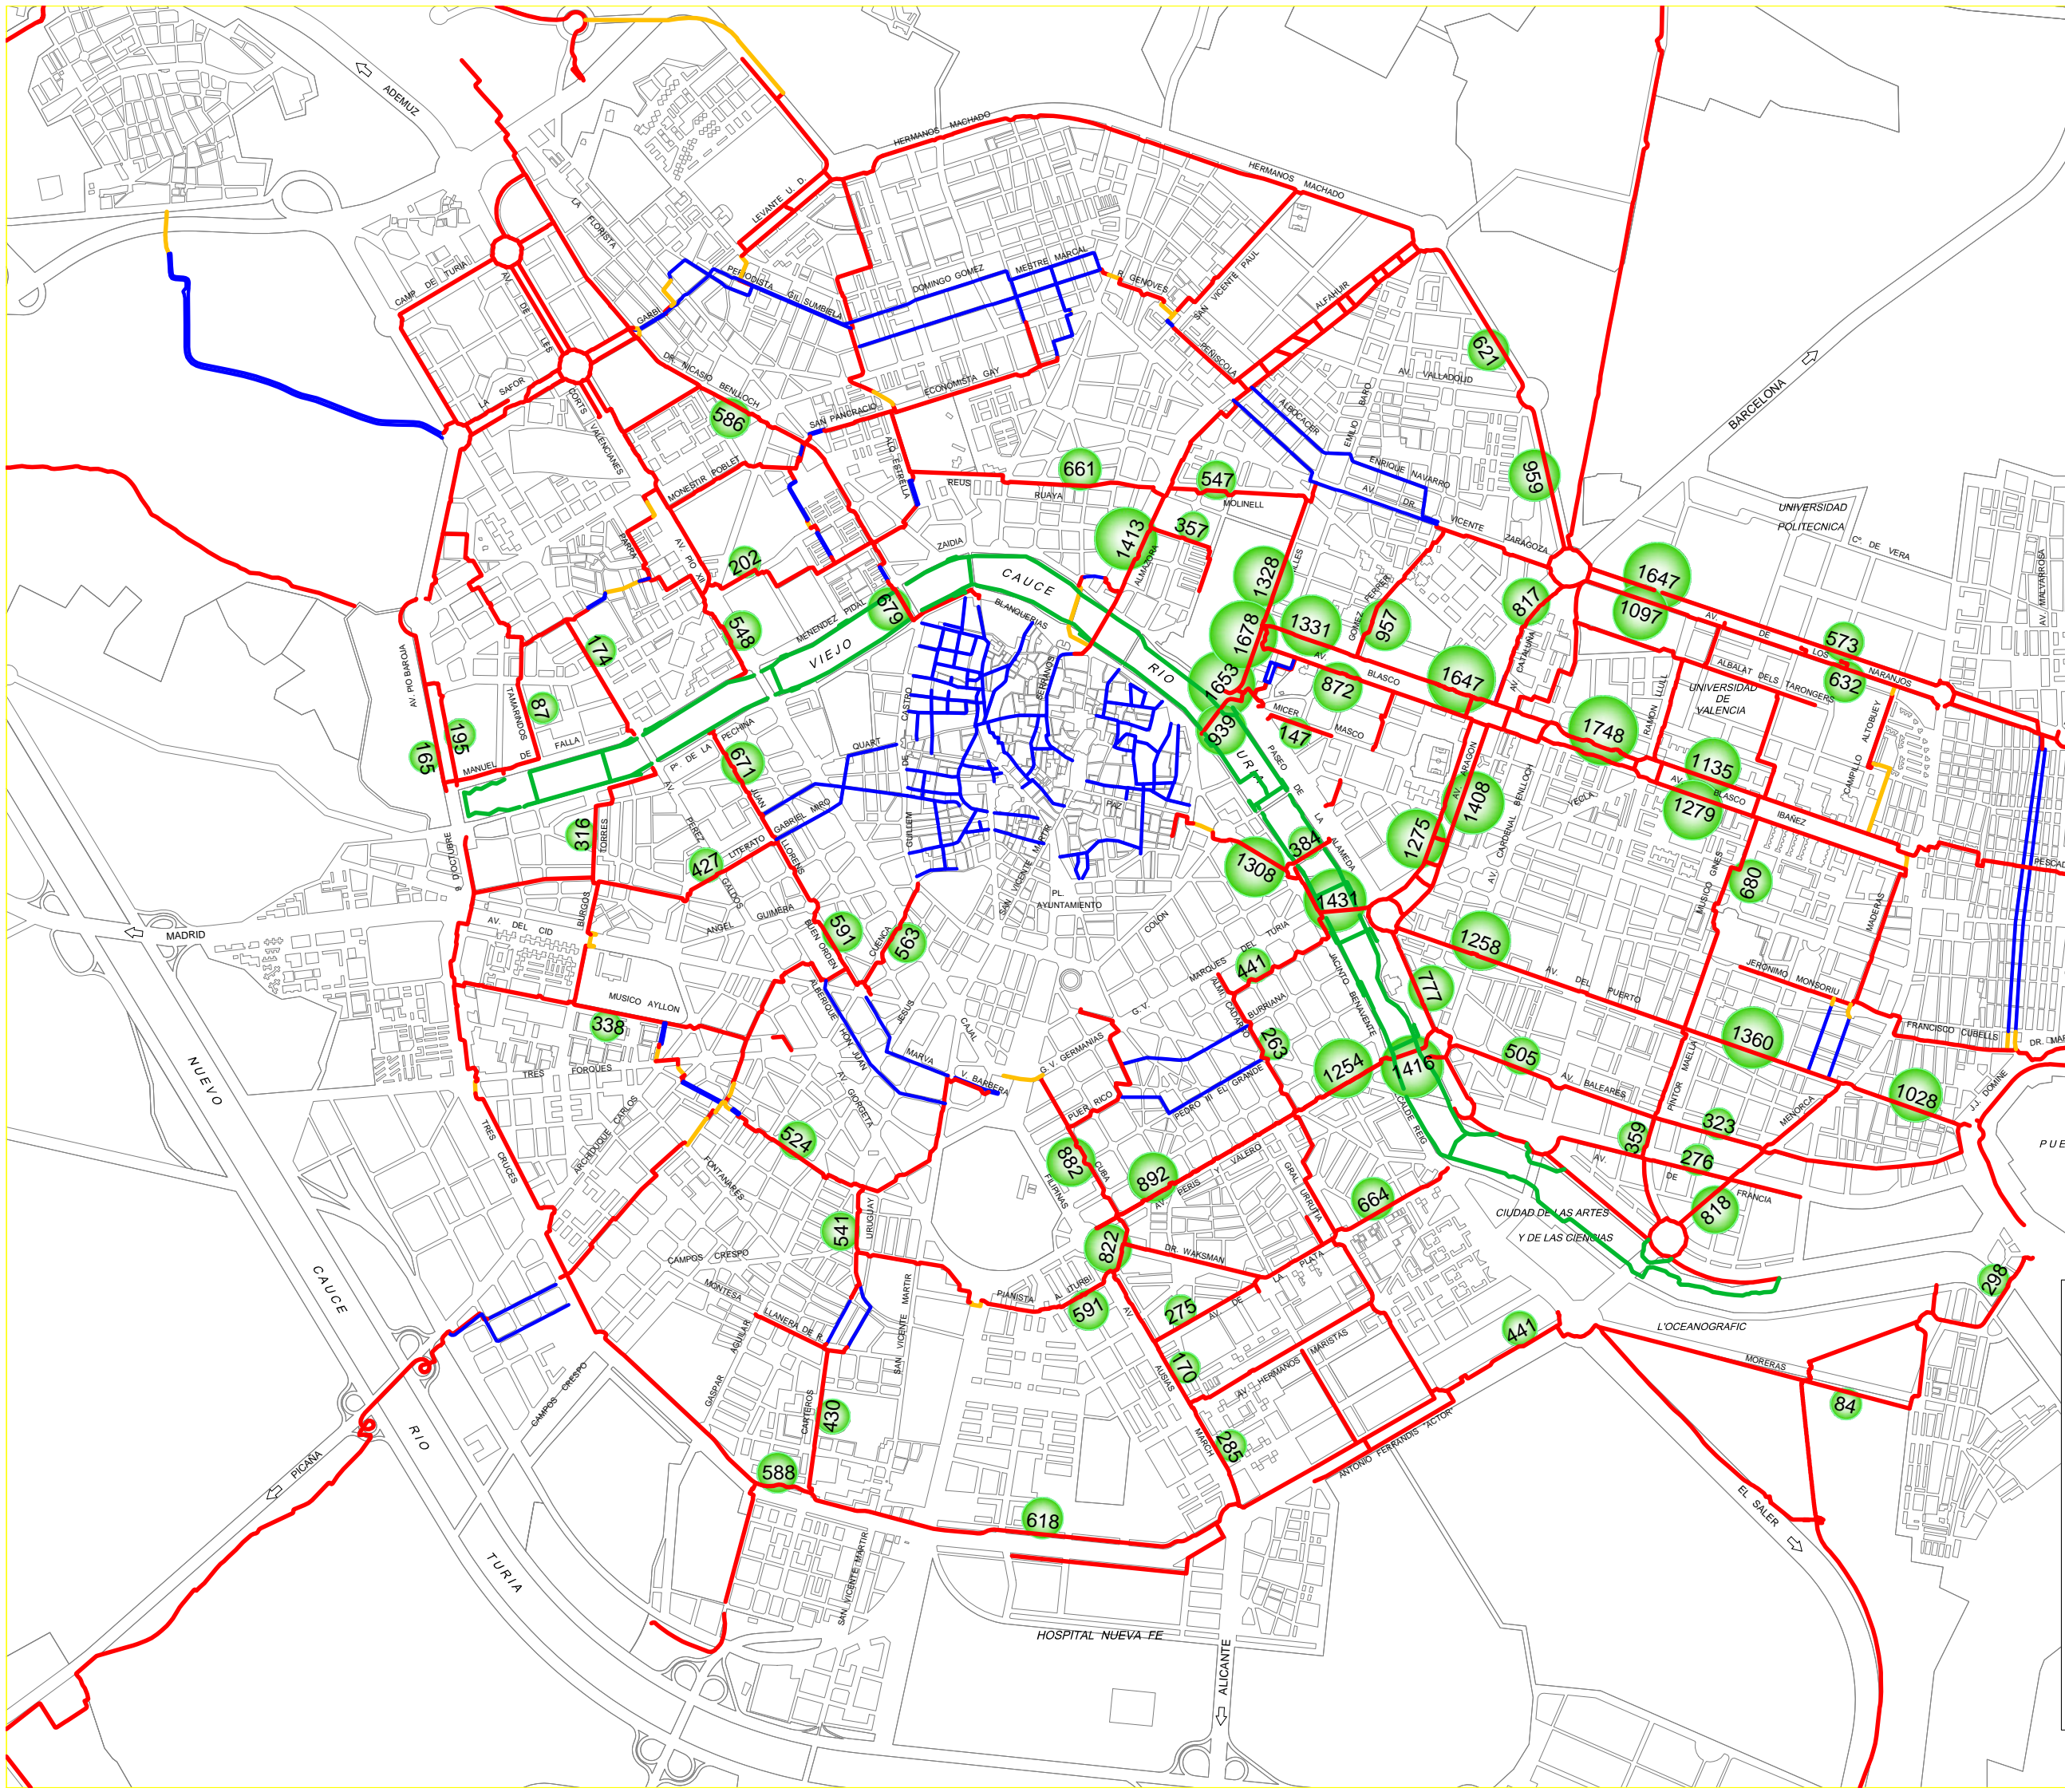 ADEMUZ
HERMANOS MACHADO
HERMANOS MACHADO
LA FLORISTA
LEVANTE U. D.
CAMP DE TURIA
AV. DE LES CORTS VALENCIANES
PERIODISTA GIL SUMBIELA
DOMINGO GOMEZ
MESTRE MARÇAL
R. GENOVES
SAN VICENTE PAUL
ALFAHUIR
GARBI
LA SAFOR
DR. NICASIO BENLLOCH
586
SAN PANCRACIO
ECONOMISTA GAY
PEÑISCOLA
ALBOCACER
EMILIO BARO
AV. VALLADOLID
621
BARCELONA
MONESTIR POBLET
ALQ. ESTRELLA
REUS
RUAYA
661
547
MOLINELL
ENRIQUE NAVARRO
AV. DR. VICENTE ZARAGOZA
959
UNIVERSIDAD
POLITECNICA
Cº DE VERA
AV. MALVARROSA
PARRA
AV. PIO XII
202
ZAIDIA
1413
357
ALMAZORA
1328
GOMEZ FERRER
957
817
AV. CATALUÑA
1647
1097
AV. DE LOS NARANJOS
573
632
ALBALAT DELS TARONGERS
UNIVERSIDAD
DE
VALENCIA
RAMON LLULL
ALTOBUEY
CAMPILLO
CAUCE VIEJO RIO TURIA
BLANQUERIAS
MENENDEZ PIDAL
679
548
174
87
TAMARINDOS
195
165
AV. PIO BAROJA
MANUEL DE FALLA
Pº. DE LA PECHINA
671
SERRANOS
1678
1653
939
1331
872
AV. BLASCO
1647
1748
1135
1279
AV. BLASCO IBAÑEZ
MICER MASCO
147
PASEO DE LA ALAMEDA
AV. ARAGON
1408
1275
AV. CARDENAL BENLLOCH
YECLA
MUSICO GINES
680
MADERAS
QUART
GUILLEM DE CASTRO
JUAN LLORENS
GABRIEL MIRO
LITERATO
427
AV. PEREZ GALDOS
316
TORRES
9 D'OCTUBRE
PAZ
SAN VICENTE MARTIR
PL.
AYUNTAMIENTO
COLON
1308
384
1431
1258
AV. DEL PUERTO
MADRID
AV. DEL CID
BURGOS
ANGEL GUIMERA
BUEN ORDEN
591
CUENCA
563
G. V. MARQUES DEL TURIA
441
JACINTO BENAVENTE
777
JERONIMO MONSORIU
1360
FRANCISCO CUBELLS
MUSICO AYLLON
338
TRES FORQUES
ALBERIQUE
HON JUAN
JESUS
MARVA
CAJAL
V. BARBERA
G. V. GERMANIAS
ALMI. CADARSO
BURRIANA
263
1254
1416
505
AV. BALEARES
PINTOR MAELLA
MENORCA
1028
J.J. DOMINE
NUEVO CAUCE RIO TURIA
TRES CRUCES
ARCHIDUQUE CARLOS
FONTANARES
524
AV. GIORGETA
541
URUGUAY
PUER. RICO
PEDRO III EL GRANDE
882
CUBA
FILIPINAS
892
AV. PERIS Y VALERO
GRAL. URRUTIA
664
359
323
276
AV. DE FRANCIA
818
CIUDAD DE LAS ARTES
Y DE LAS CIENCIAS
298
CAMPOS CRESPO
MONTESA
LLANERA DE R.
SAN VICENTE MARTIR
PIANISTA
A. ITURBI
591
822
DR. WAKSMAN
AV. DE LA PLATA
275
170
AV. HERMANOS MARISTAS
441
L'OCEANOGRAFIC
MORERAS
84
CAMPOS CRESPO
GASPAR AGUILAR
CARTEROS
430
588
618
AV. AUSIAS MARCH
285
ANTONIO FERRANDIS "ACTOR"
PICAÑA
EL SALER
SAN VICENTE MARTIR
HOSPITAL NUEVA FE
ALICANTE